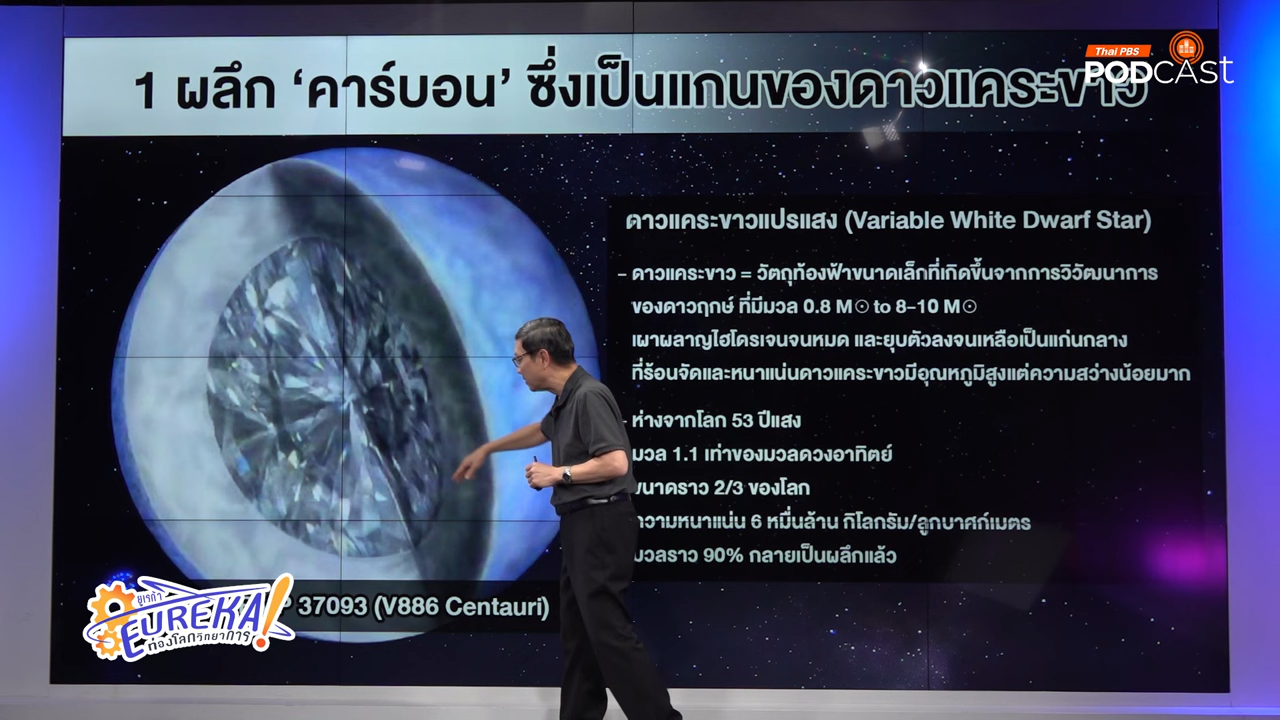 Thai PBS
PODCAST
1 ผลึก ‘คาร์บอน’ ซึ่งเป็นแกนของดาวแคระขาว
ดาวแคระขาวแปรแสง (Variable White Dwarf Star)
- ดาวแคระขาว = วัตถุท้องฟ้าขนาดเล็กที่เกิดขึ้นจากการวิวัฒนาการ
ของดาวฤกษ์ ที่มีมวล 0.8 M☉ to 8-10 M☉
เผาผลาญไฮโดรเจนจนหมด และยุบตัวลงจนเหลือเป็นแก่นกลาง
ที่ร้อนจัดและหนาแน่นดาวแคระขาวมีอุณหภูมิสูงแต่ความสว่างน้อยมาก
- ห่างจากโลก 53 ปีแสง
มวล 1.1 เท่าของมวลดวงอาทิตย์
ขนาดราว 2/3 ของโลก
ความหนาแน่น 6 หมื่นล้าน กิโลกรัม/ลูกบาศก์เมตร
มวลราว 90% กลายเป็นผลึกแล้ว
P 37093 (V886 Centauri)
ยูเรก้า
EUREKA!
ท่องโลกวิทยาการ